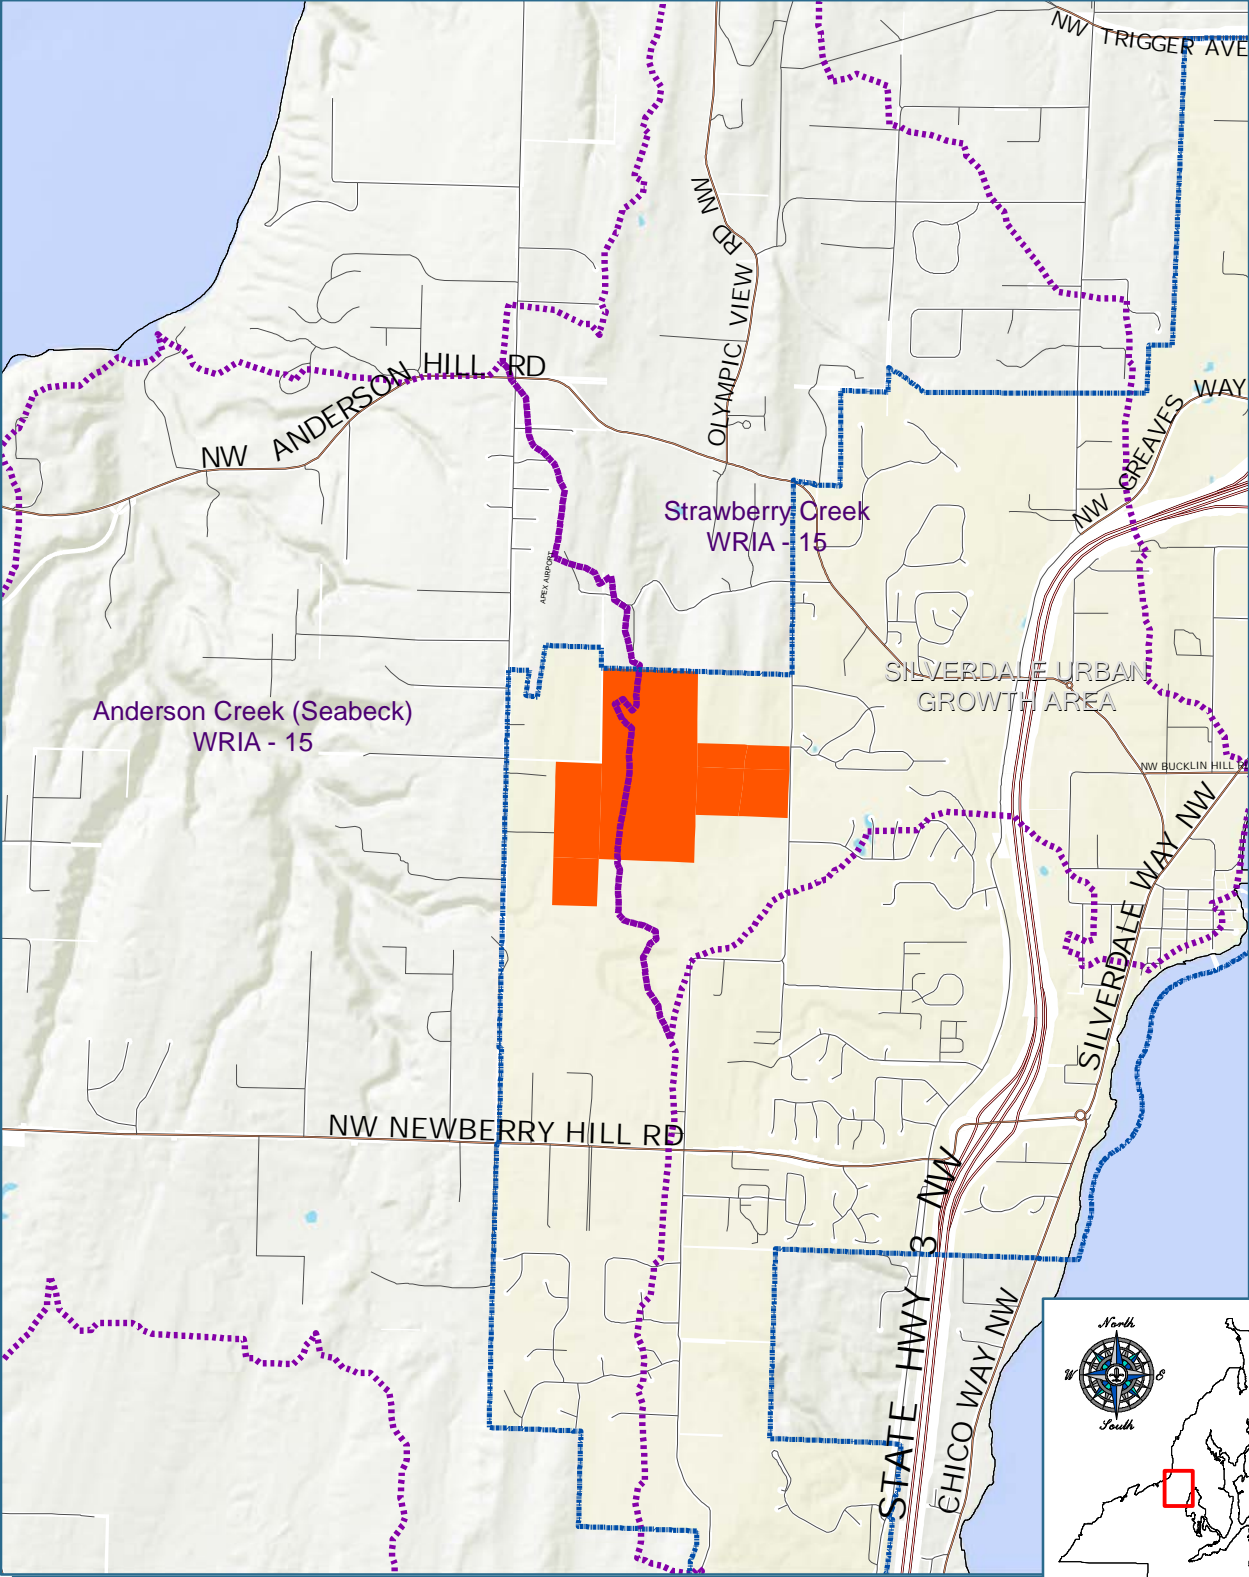 NW TRIGGER AVE
OLYMPIC VIEW RD NW
NW ANDERSON HILL RD
NW GREAVES WAY
Strawberry Creek
WRIA - 15
APEX AIRPORT
SILVERDALE URBAN
GROWTH AREA
Anderson Creek (Seabeck)
WRIA - 15
NW BUCKLIN HILL R
SILVERDALE WAY NW
NW NEWBERRY HILL RD
STATE HWY 3 NW
CHICO WAY NW
North
W
E
South